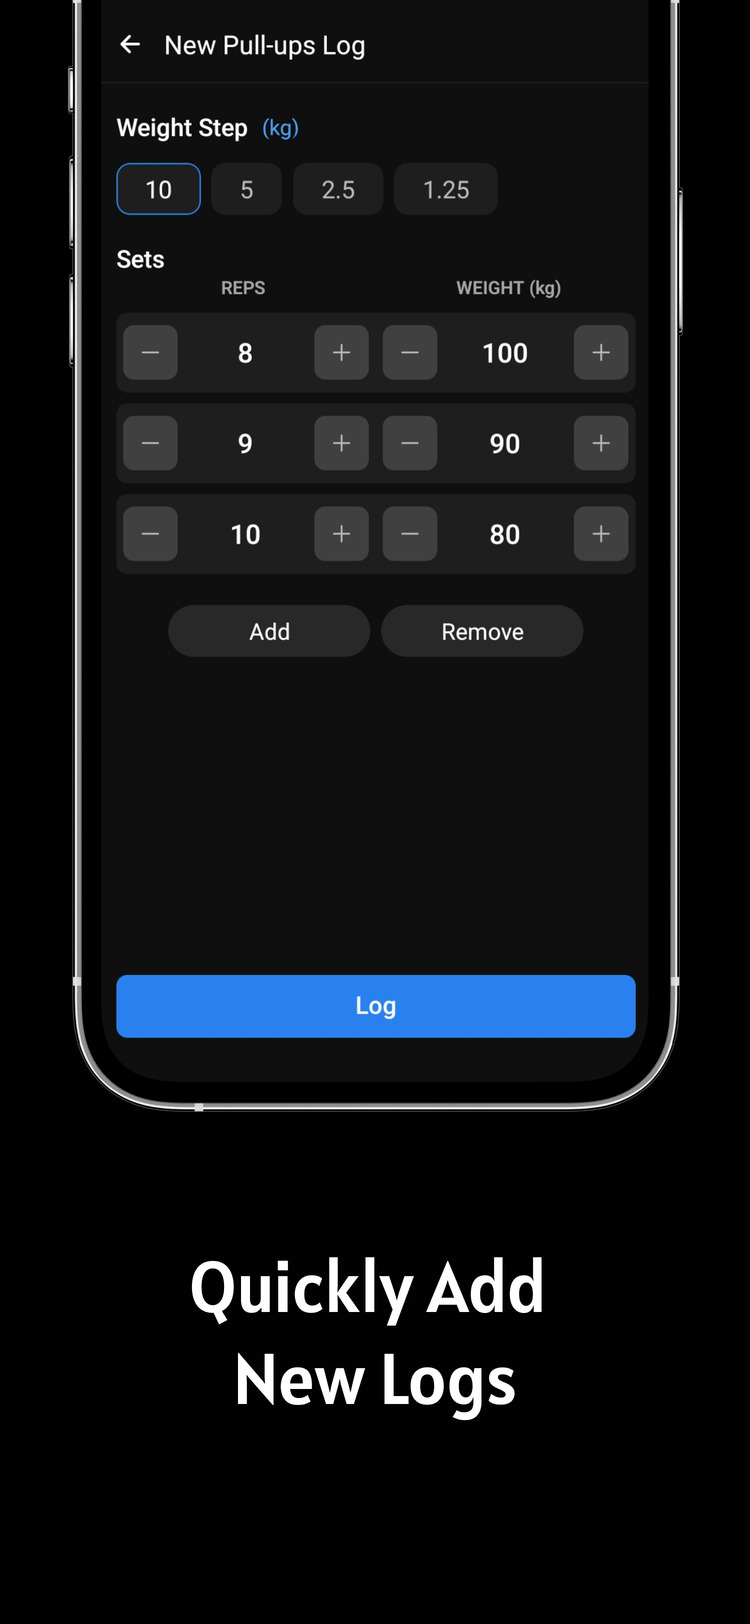 New Pull-ups Log
Weight Step (kg)
10 5 2.5 1.25
Sets
REPS WEIGHT (kg)
8 100
9 90
10 80
Add Remove
Log
Quickly Add
New Logs